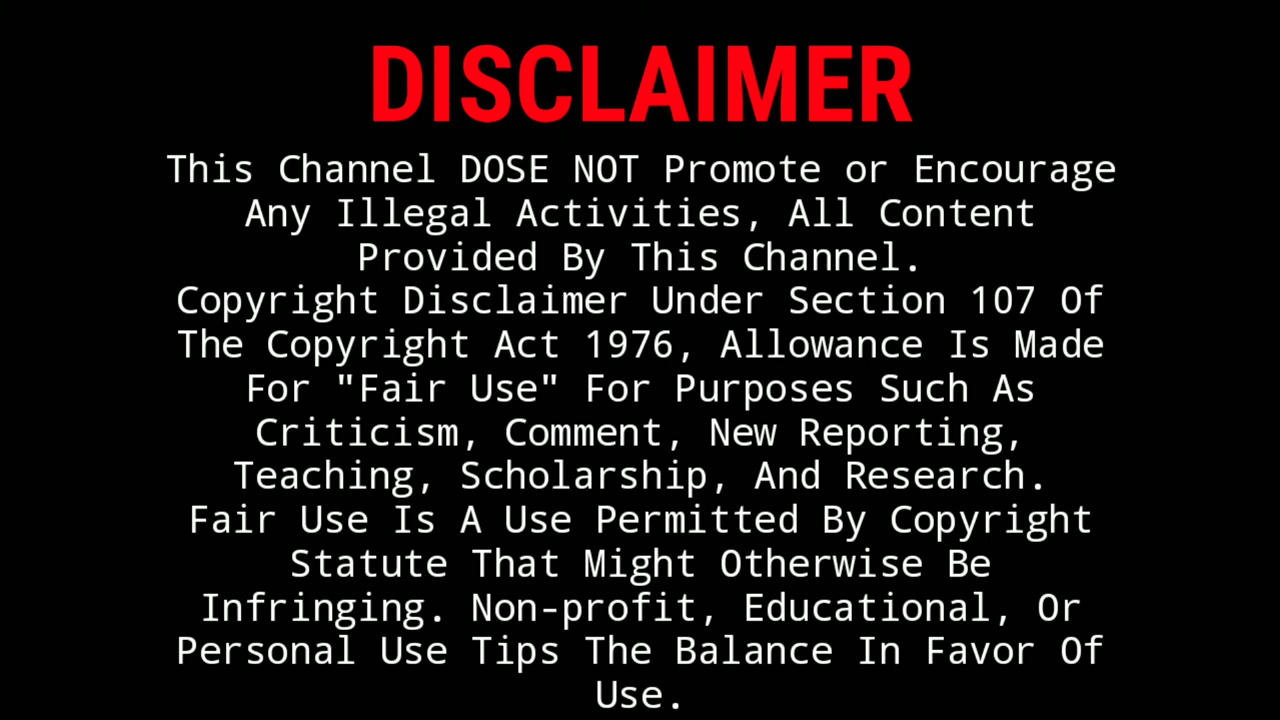 DISCLAIMER
This Channel DOSE NOT Promote or Encourage
Any Illegal Activities, All Content
Provided By This Channel.
Copyright Disclaimer Under Section 107 Of
The Copyright Act 1976, Allowance Is Made
For "Fair Use" For Purposes Such As
Criticism, Comment, New Reporting,
Teaching, Scholarship, And Research.
Fair Use Is A Use Permitted By Copyright
Statute That Might Otherwise Be
Infringing. Non-profit, Educational, Or
Personal Use Tips The Balance In Favor Of
Use.